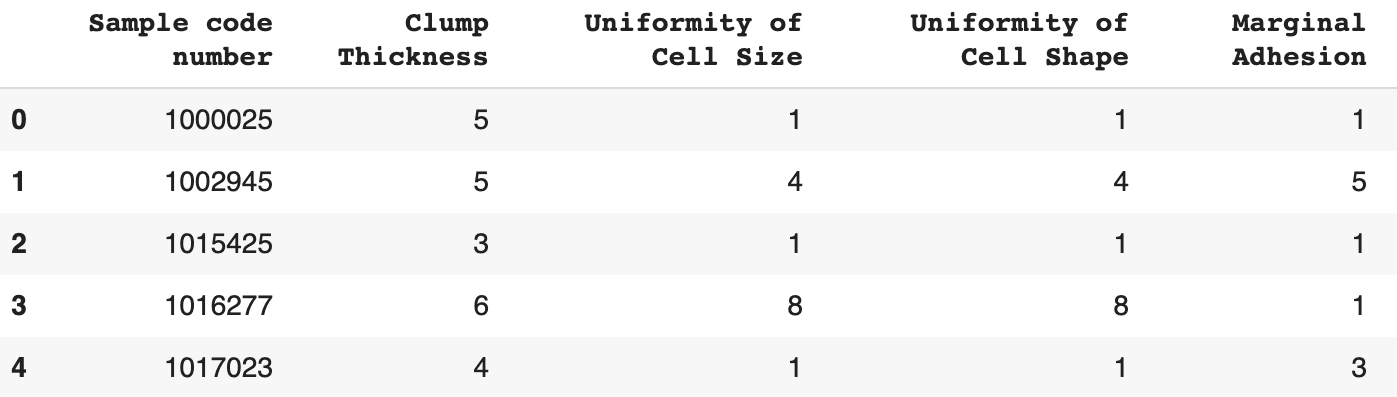 Sample code number Clump Thickness Uniformity of Cell Size Uniformity of Cell Shape Marginal Adhesion
0 1000025 5 1 1 1
1 1002945 5 4 4 5
2 1015425 3 1 1 1
3 1016277 6 8 8 1
4 1017023 4 1 1 3